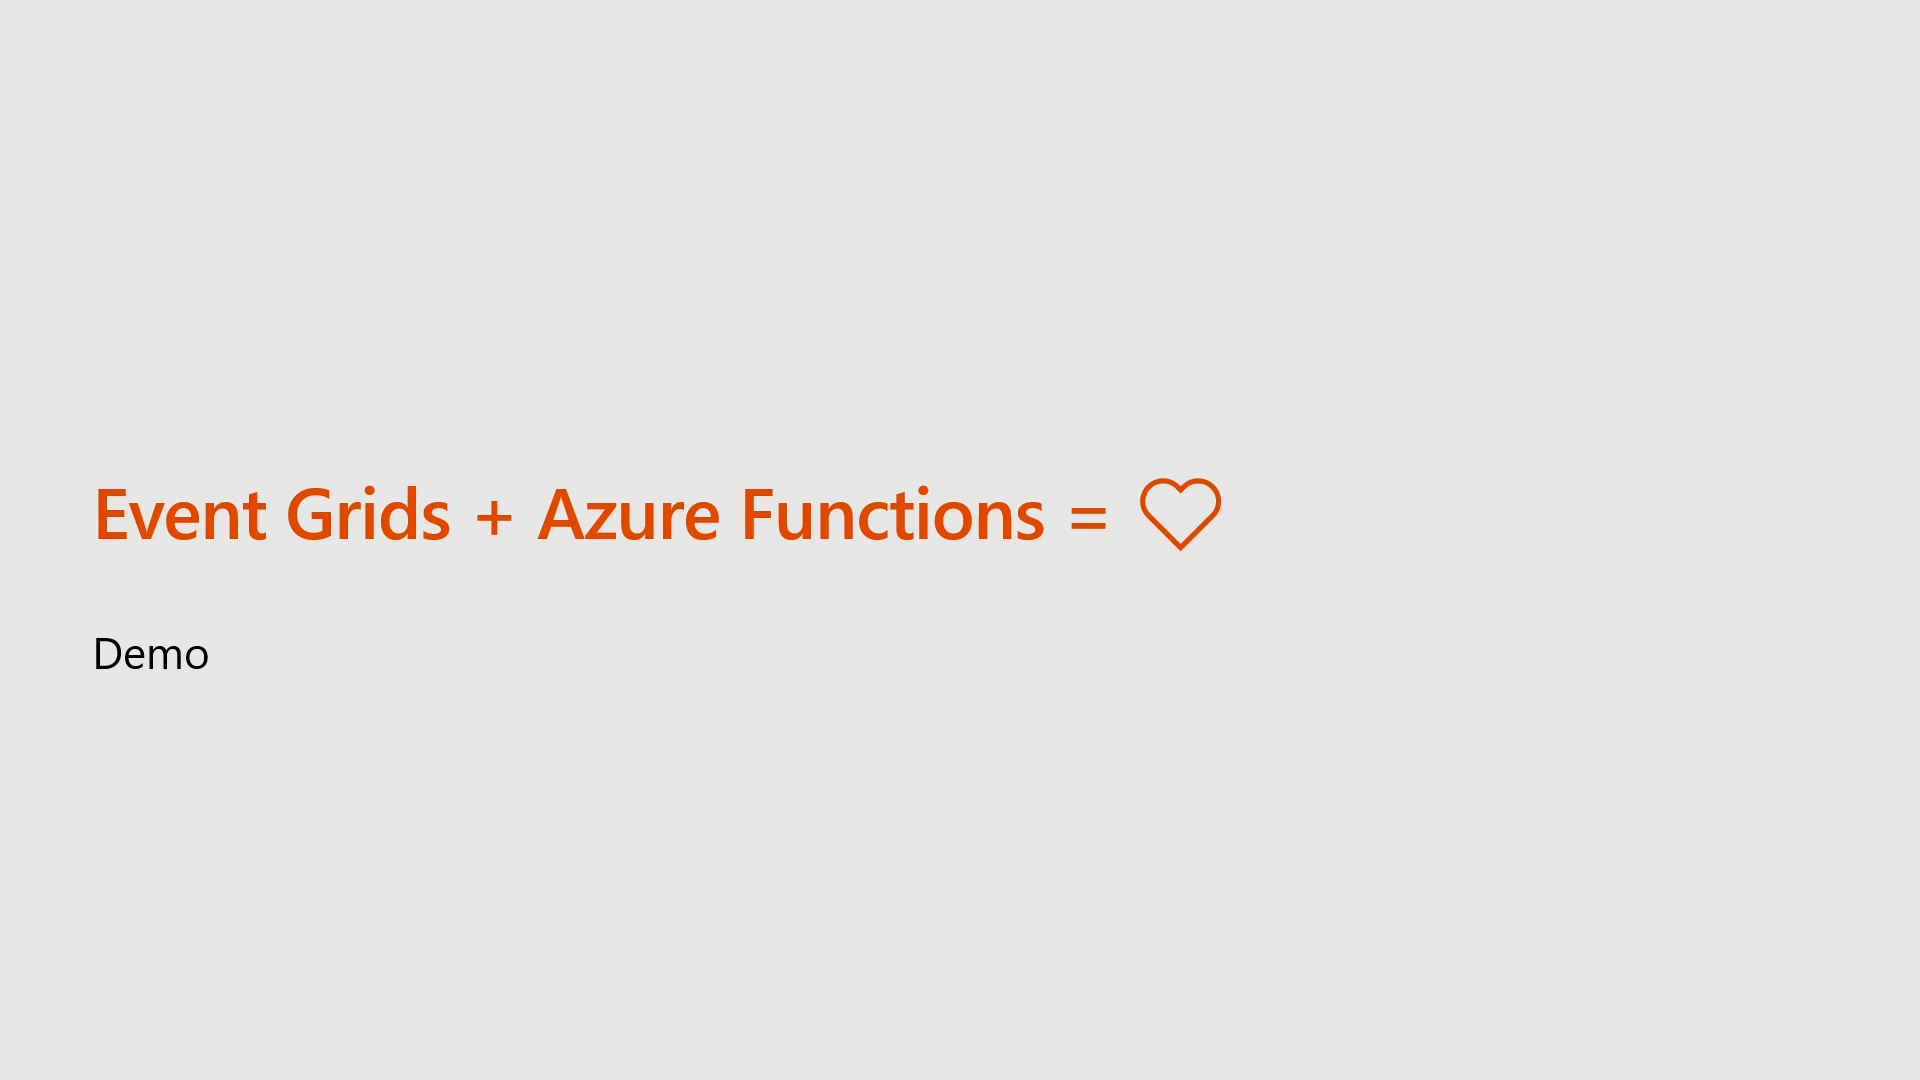 Event Grids + Azure Functions = ♡
Demo